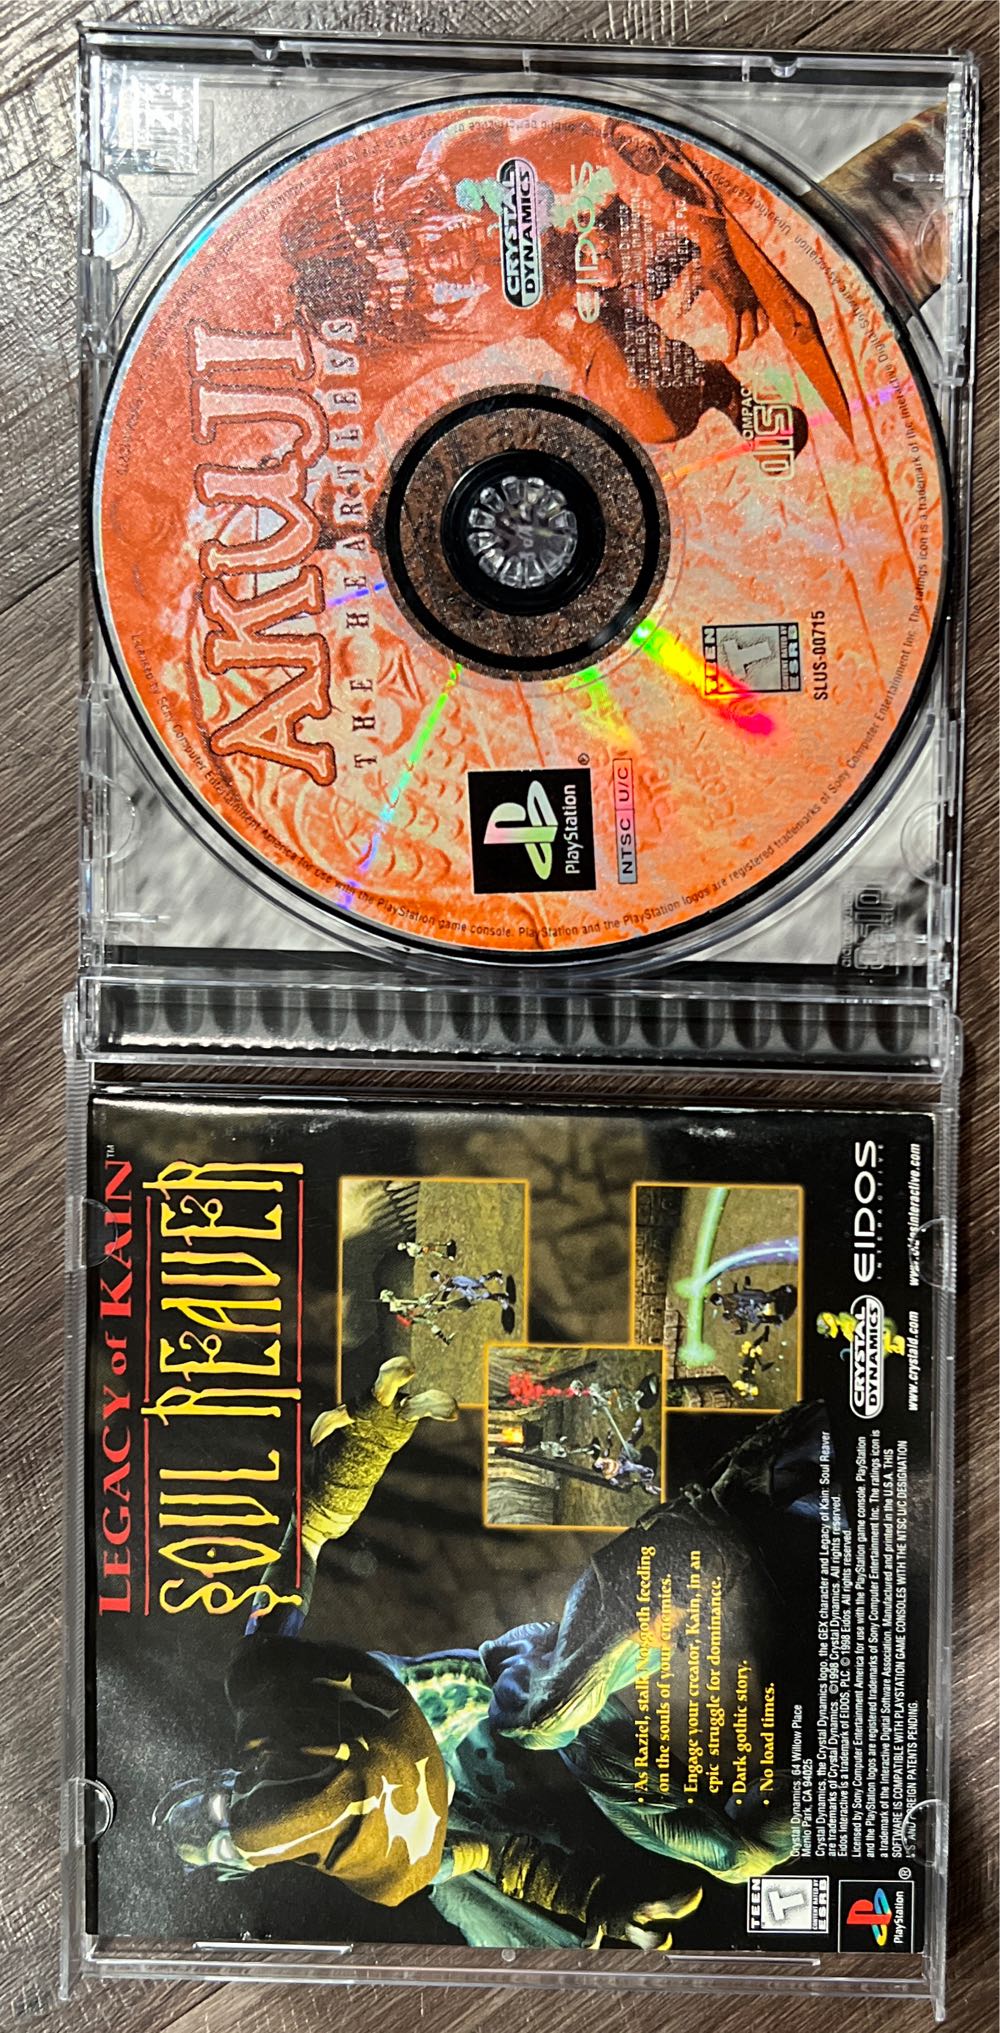 LEGACY of KAIN™
SOUL REAVER
• As Raziel, stalk Nosgoth feeding
on the souls of your enemies.
• Engage your creator, Kain, in an
epic struggle for dominance.
• Dark gothic story.
• No load times.
Crystal Dynamics, 64 Willow Place
Menlo Park, CA 94025
Crystal Dynamics, the Crystal Dynamics logo, the GEX character and Legacy of Kain: Soul Reaver
are trademarks of Crystal Dynamics. ©1998 Crystal Dynamics. All rights reserved.
Eidos Interactive is a trademark of EIDOS, PLC. © 1998 Eidos. All rights reserved.
Licensed by Sony Computer Entertainment America for use with the PlayStation game console. PlayStation
and the PlayStation logos are registered trademarks of Sony Computer Entertainment Inc. The ratings icon is
a trademark of the Interactive Digital Software Association. Manufactured and printed in the U.S.A. THIS
SOFTWARE IS COMPATIBLE WITH PLAYSTATION GAME CONSOLES WITH THE NTSC U/C DESIGNATION
U.S. AND FOREIGN PATENTS PENDING.
TEEN
T
CONTENT RATED BY
ESRB
PlayStation®
CRYSTAL
DYNAMICS
www.crystald.com
EIDOS
INTERACTIVE
www.eidosinteractive.com
AKUJI
THE HEARTLESS
CRYSTAL
DYNAMICS
EIDOS
PlayStation®
NTSC U/C
TEEN
T
ESRB
SLUS-00715
COMPACT
disc
Licensed by Sony Computer Entertainment America for use with the PlayStation game console. PlayStation and the PlayStation logos are registered trademarks of Sony Computer Entertainment Inc. The ratings icon is a trademark of the Interactive Digital Software Association.